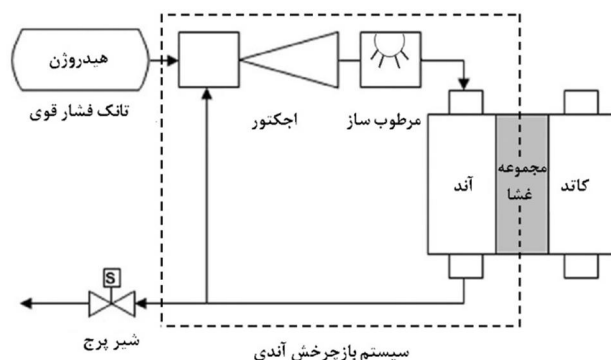 هیدروژن
تانک فشار قوی
اجکتور
مرطوب ساز
آند
مجموعه
غشا
کاتد
S
شیر پرج
سیستم بازچرخش آندی